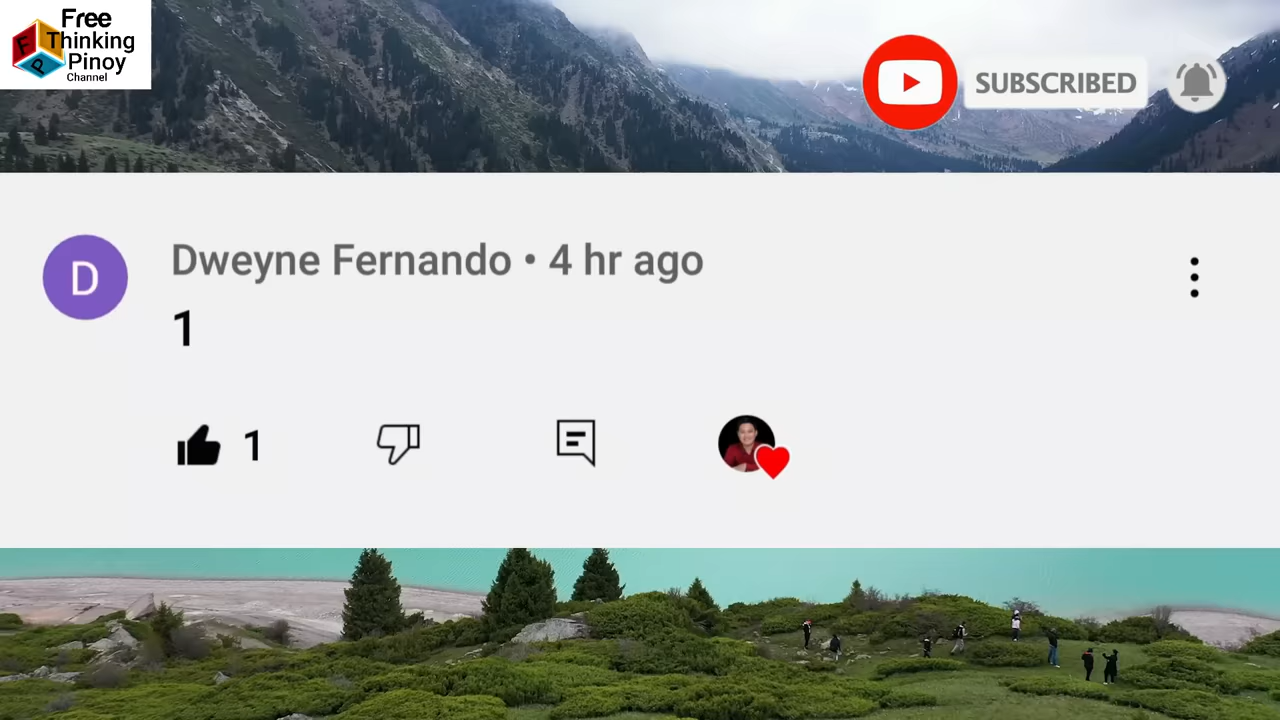 Free
Thinking
Pinoy
Channel
F
P
SUBSCRIBED
D
Dweyne Fernando • 4 hr ago
1
1